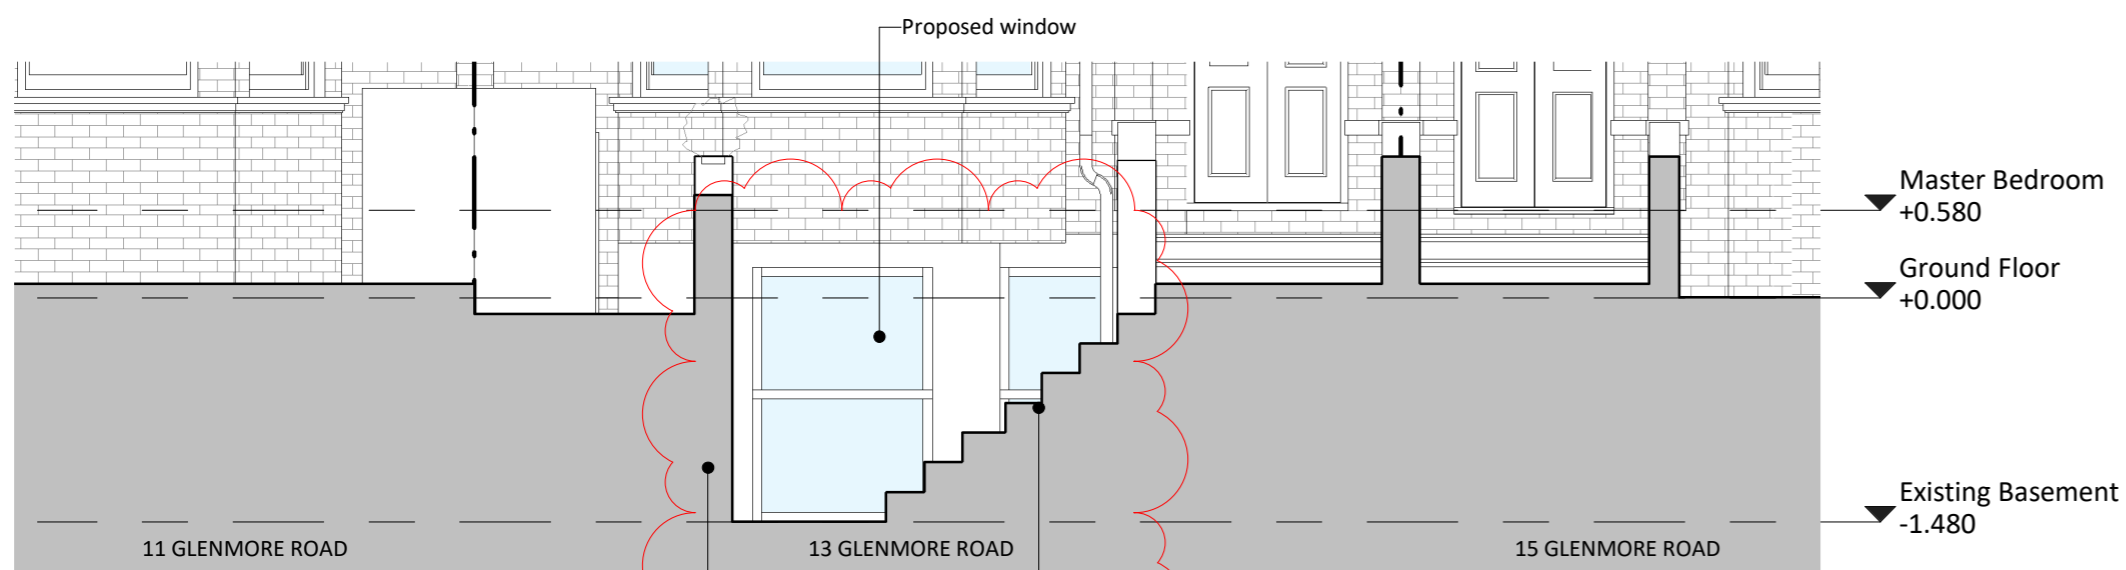 Proposed window
Master Bedroom
+0.580
Ground Floor
+0.000
Existing Basement
-1.480
11 GLENMORE ROAD
13 GLENMORE ROAD
15 GLENMORE ROAD